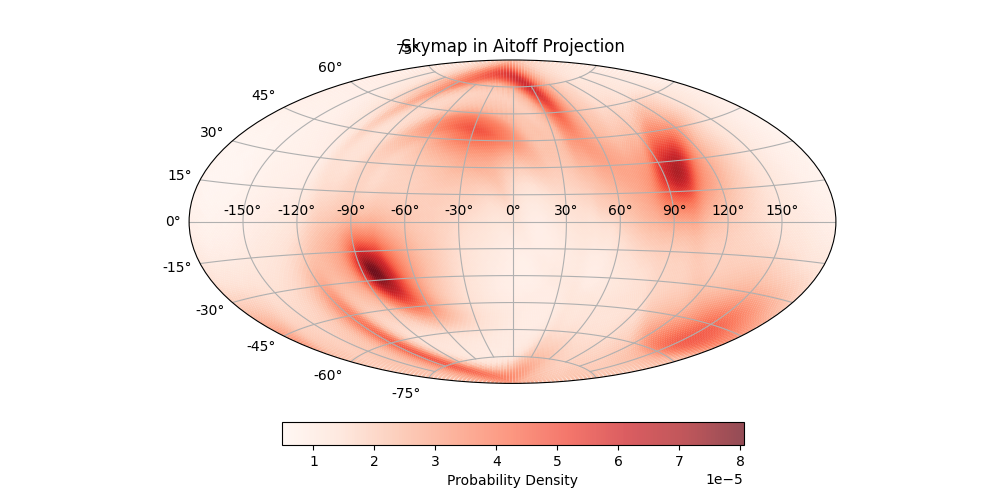 Skymap in Aitoff Projection
75°
60°
45°
30°
15°
-150° -120° -90° -60° -30° 0° 30° 60° 90° 120° 150°
0°
-15°
-30°
-45°
-60°
-75°
1 2 3 4 5 6 7 8
1e−5
Probability Density